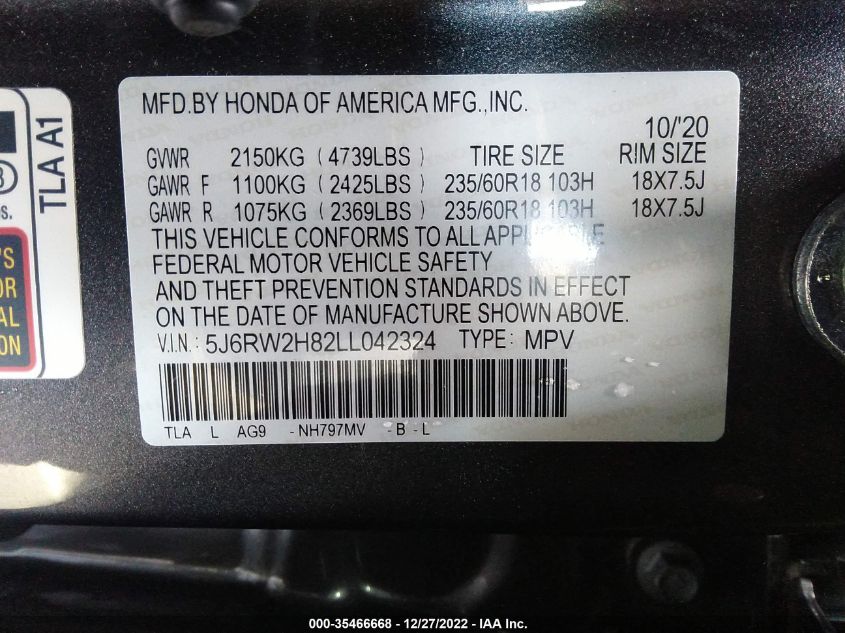 MFD.BY HONDA OF AMERICA MFG.,INC.
10/'20
GVWR 2150KG (4739LBS) TIRE SIZE RIM SIZE
GAWR F 1100KG (2425LBS) 235/60R18 103H 18X7.5J
GAWR R 1075KG (2369LBS) 235/60R18 103H 18X7.5J
THIS VEHICLE CONFORMS TO ALL APPLICABLE
FEDERAL MOTOR VEHICLE SAFETY
AND THEFT PREVENTION STANDARDS IN EFFECT
ON THE DATE OF MANUFACTURE SHOWN ABOVE.
V.I.N.: 5J6RW2H82LL042324 TYPE: MPV
TLA L AG9 -NH797MV -B-L
TLA A1
000-35466668 - 12/27/2022 - IAA Inc.